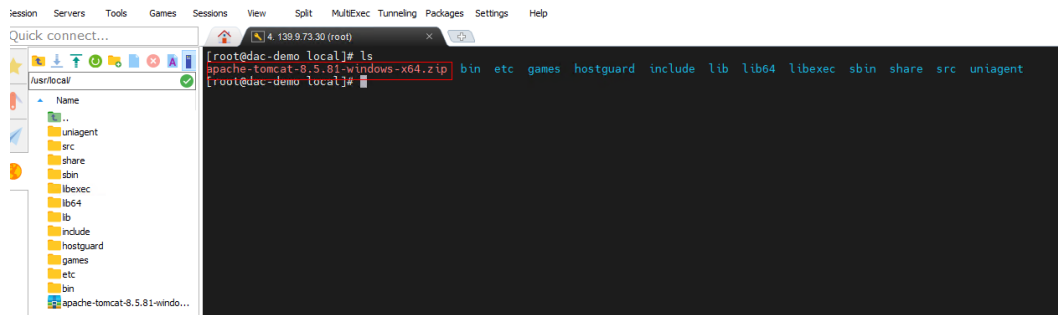 Session Servers Tools Games Sessions View Split MultiExec Tunneling Packages Settings Help
Quick connect...
4. 139.9.73.30 (root)
/usr/local/
Name
..
uniagent
src
share
sbin
libexec
lib64
lib
include
hostguard
games
etc
bin
apache-tomcat-8.5.81-windo...
[root@dac-demo local]# ls
apache-tomcat-8.5.81-windows-x64.zip bin etc games hostguard include lib lib64 libexec sbin share src uniagent
[root@dac-demo local]#